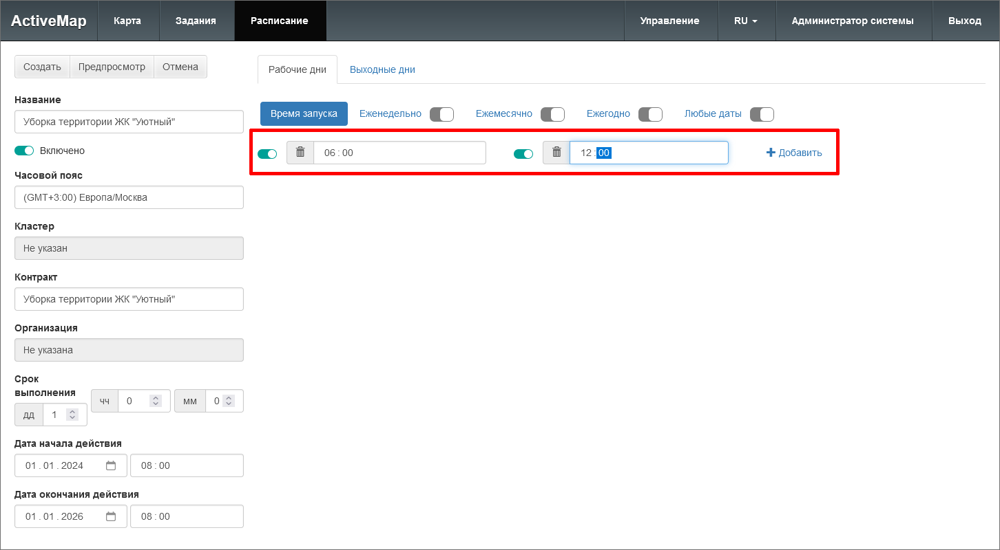 ActiveMap Карта Задания Расписание Управление RU Администратор системы Выход
Создать Предпросмотр Отмена
Рабочие дни Выходные дни
Название
Уборка территории ЖК "Уютный"
Включено
Часовой пояс
(GMT+3:00) Европа/Москва
Кластер
Не указан
Контракт
Уборка территории ЖК "Уютный"
Организация
Не указана
Срок
выполнения
дд 1 чч 0 мм 0
Дата начала действия
01 . 01 . 2024 08 : 00
Дата окончания действия
01 . 01 . 2026 08 : 00
Время запуска Еженедельно Ежемесячно Ежегодно Любые даты
06 : 00 12 : 00 Добавить